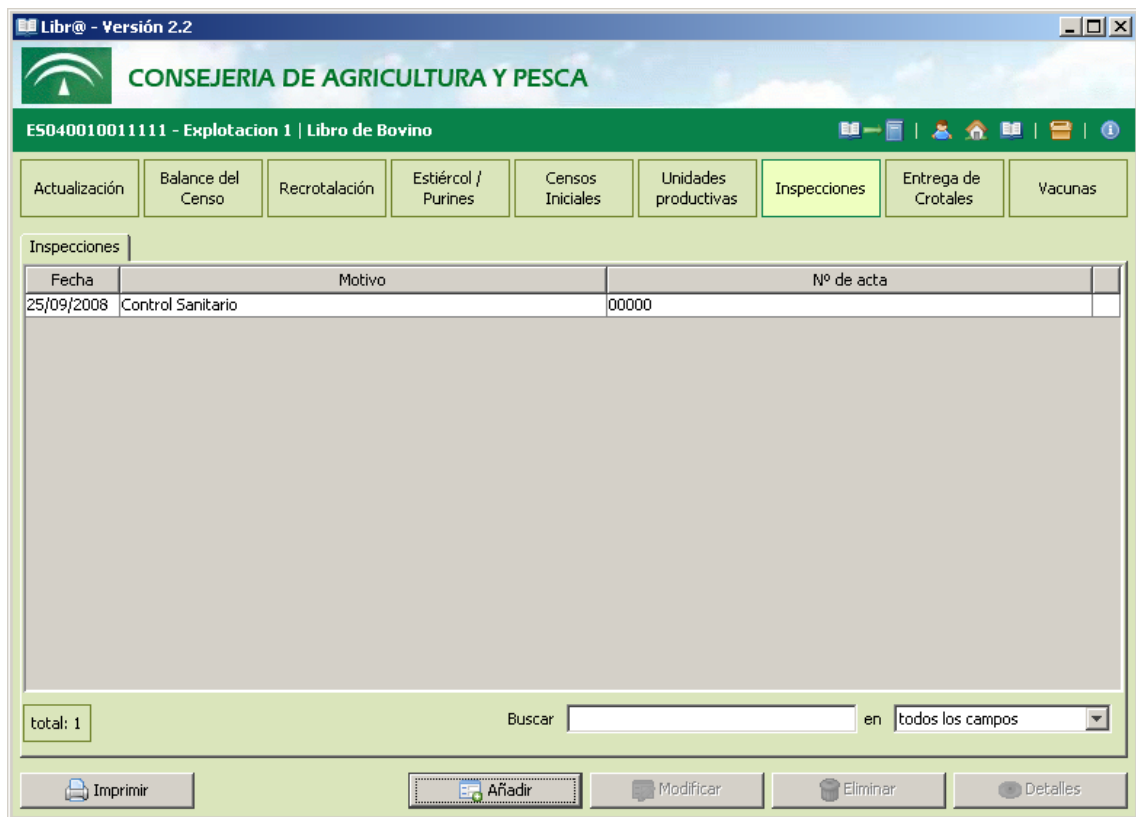 Libr@ - Versión 2.2
CONSEJERIA DE AGRICULTURA Y PESCA
ES040010011111 - Explotacion 1 | Libro de Bovino
Actualización
Balance del
Censo
Recrotalación
Estiércol /
Purines
Censos
Iniciales
Unidades
productivas
Inspecciones
Entrega de
Crotales
Vacunas
Inspecciones
Fecha Motivo Nº de acta
25/09/2008 Control Sanitario 00000
total: 1 Buscar en todos los campos
Imprimir Añadir Modificar Eliminar Detalles